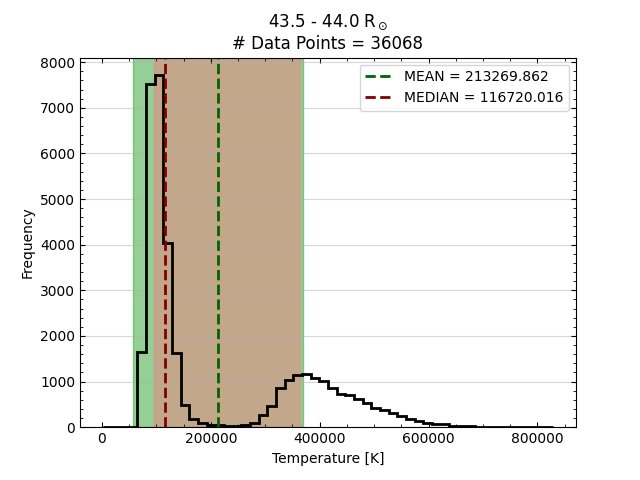 43.5 - 44.0 R⊙
# Data Points = 36068
MEAN = 213269.862
MEDIAN = 116720.016
8000
7000
6000
5000
4000
3000
2000
1000
0
Frequency
0 200000 400000 600000 800000
Temperature [K]